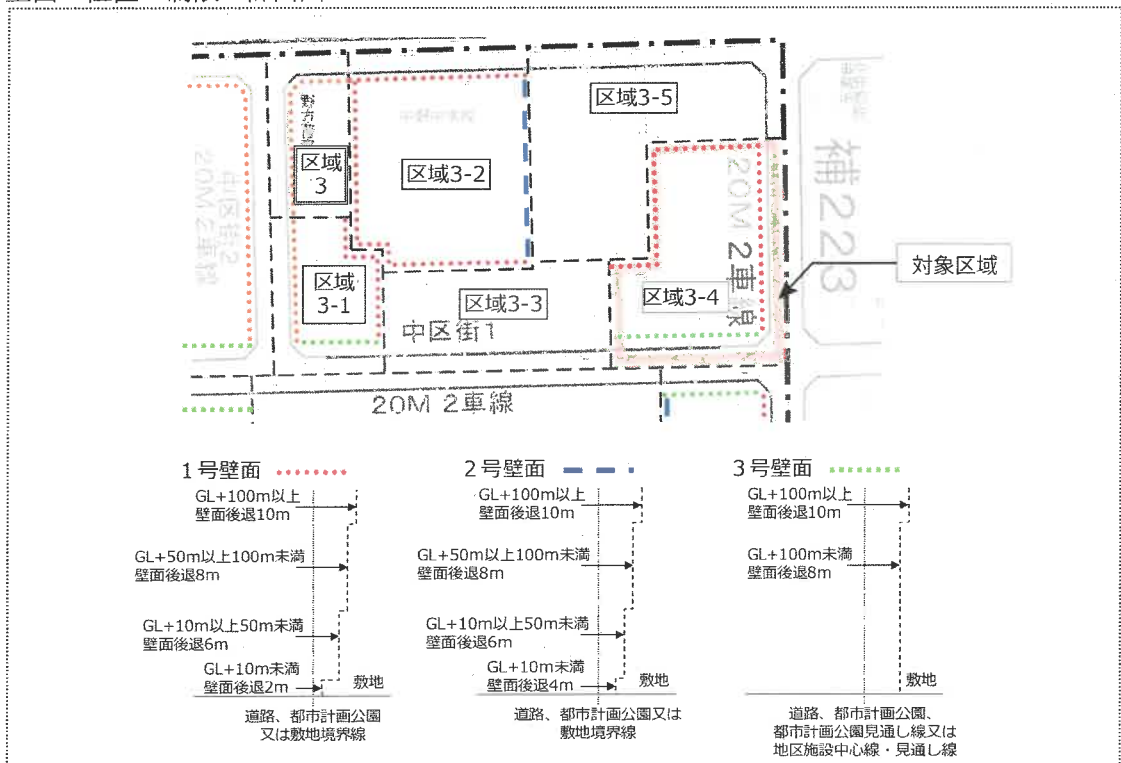 区域3-5
区域
3
区域3-2
補223
20M 2車線
中区街2
20M 2車線
対象区域
区域
3-1
区域3-3
区域3-4
中区街1
20M 2車線
1号壁面
GL+100m以上
壁面後退10m
GL+50m以上100m未満
壁面後退8m
GL+10m以上50m未満
壁面後退6m
GL+10m未満
壁面後退2m
敷地
道路、都市計画公園
又は敷地境界線
2号壁面
GL+100m以上
壁面後退10m
GL+50m以上100m未満
壁面後退8m
GL+10m以上50m未満
壁面後退6m
GL+10m未満
壁面後退4m
敷地
道路、都市計画公園又は
敷地境界線
3号壁面
GL+100m以上
壁面後退10m
GL+100m未満
壁面後退8m
敷地
道路、都市計画公園、
都市計画公園見通し線又は
地区施設中心線・見通し線